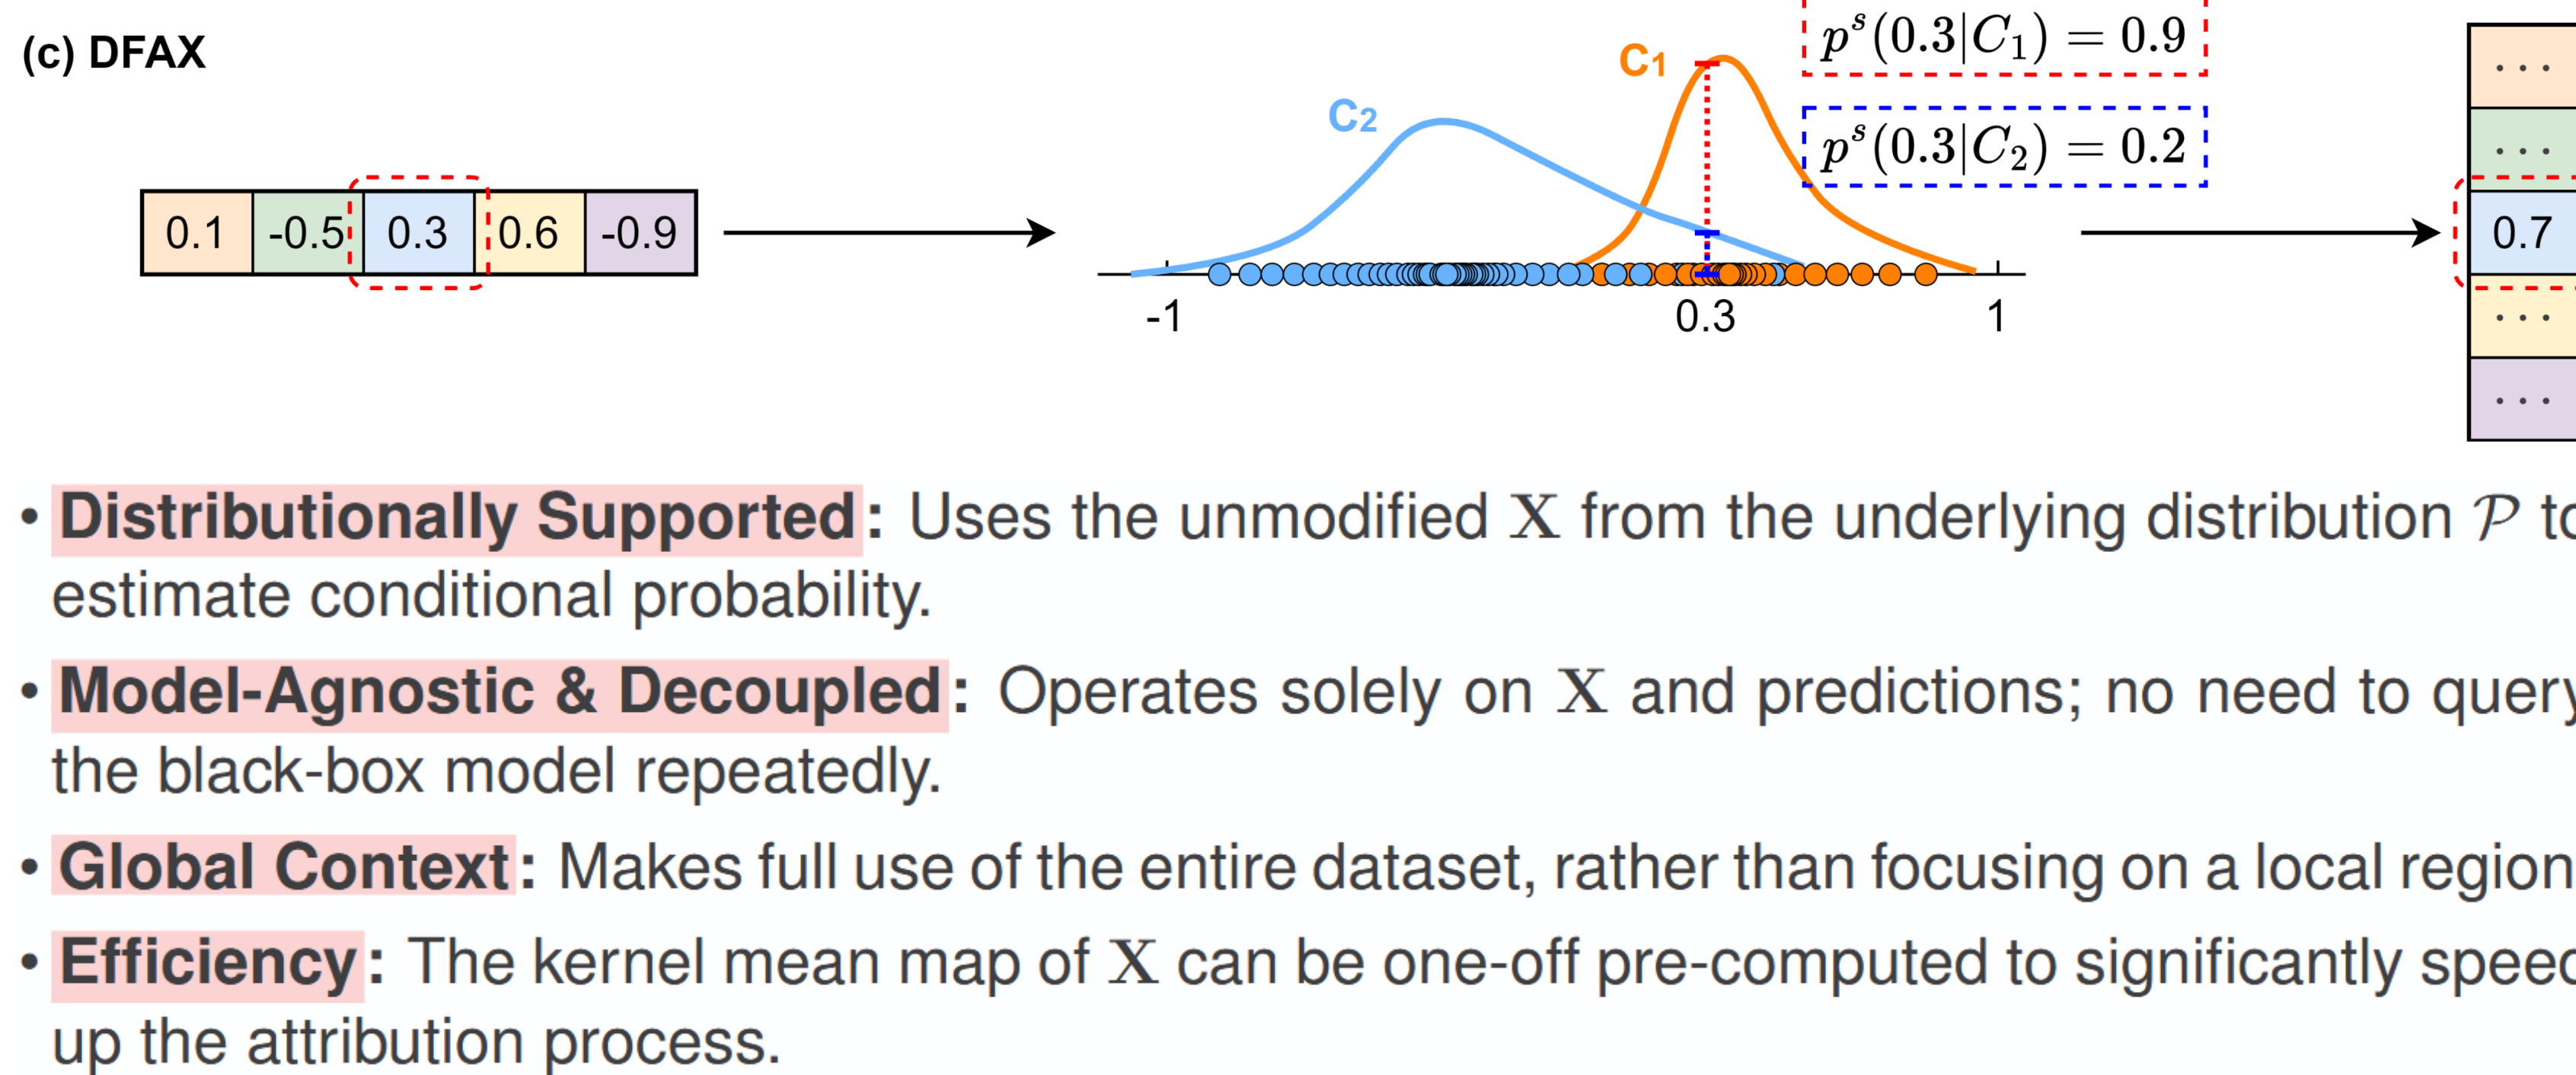 (c) DFAX
C1
p^s(0.3|C_1) = 0.9
C2
p^s(0.3|C_2) = 0.2
0.1 -0.5 0.3 0.6 -0.9
-1 0.3 1
...
...
0.7
...
...
• Distributionally Supported: Uses the unmodified X from the underlying distribution 𝒫 to
estimate conditional probability.
• Model-Agnostic & Decoupled: Operates solely on X and predictions; no need to query
the black-box model repeatedly.
• Global Context: Makes full use of the entire dataset, rather than focusing on a local region
• Efficiency: The kernel mean map of X can be one-off pre-computed to significantly speed
up the attribution process.